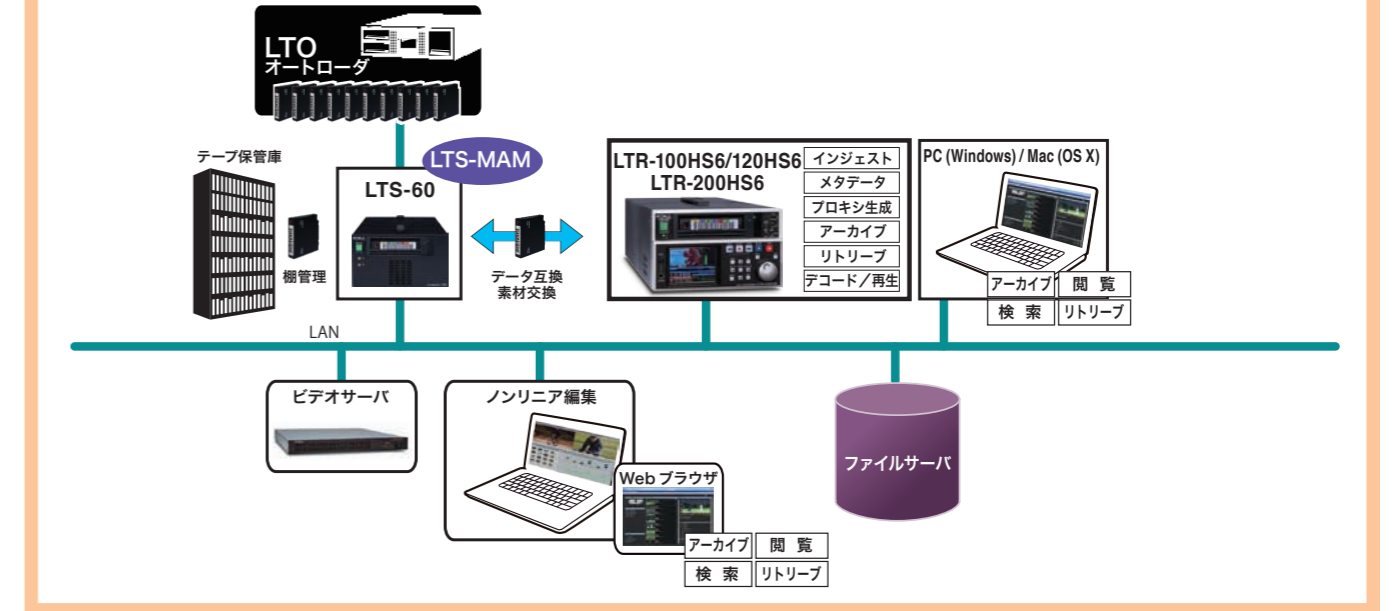 LTO
オートローダ
テープ保管庫
棚管理
LTS-MAM
LTS-60
データ互換
素材交換
LTR-100HS6/120HS6
LTR-200HS6
インジェスト
メタデータ
プロキシ生成
アーカイブ
リトリーブ
デコード/再生
PC (Windows) / Mac (OS X)
アーカイブ 閲 覧
検 索 リトリーブ
LAN
ビデオサーバ
ノンリニア編集
Web ブラウザ
アーカイブ 閲 覧
検 索 リトリーブ
ファイルサーバ